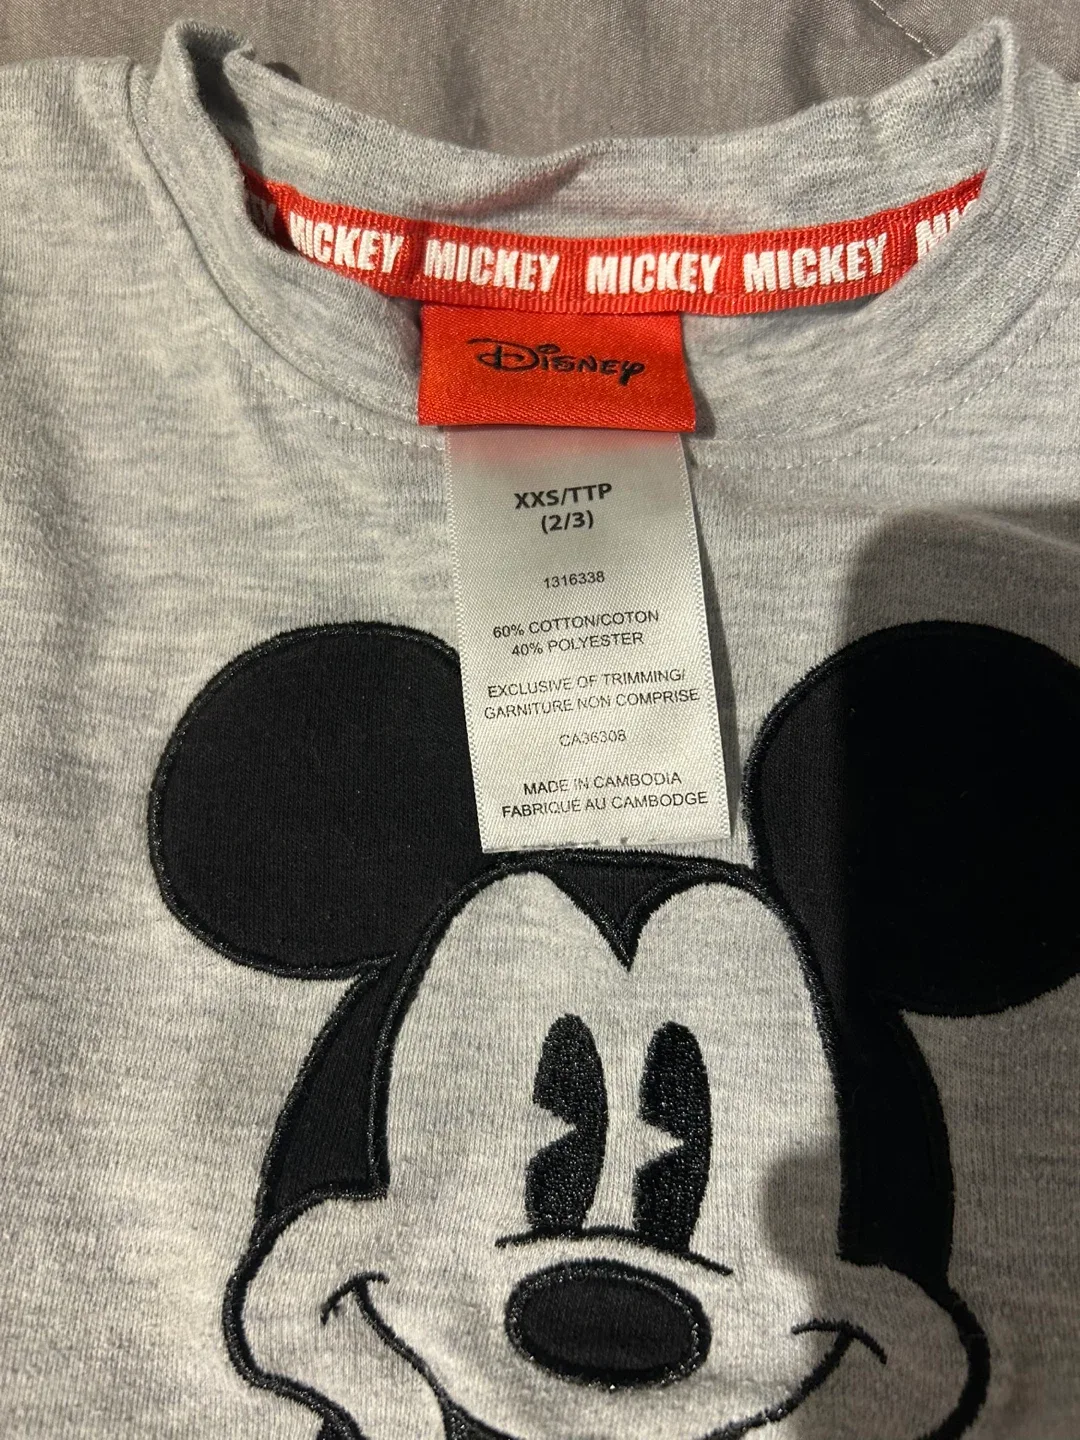 MICKEY MICKEY MICKEY MICKEY
Disney
XXS/TTP
(2/3)
1316338
60% COTTON/COTON
40% POLYESTER
EXCLUSIVE OF TRIMMING/
GARNITURE NON COMPRISE
CA36308
MADE IN CAMBODIA
FABRIQUE AU CAMBODGE